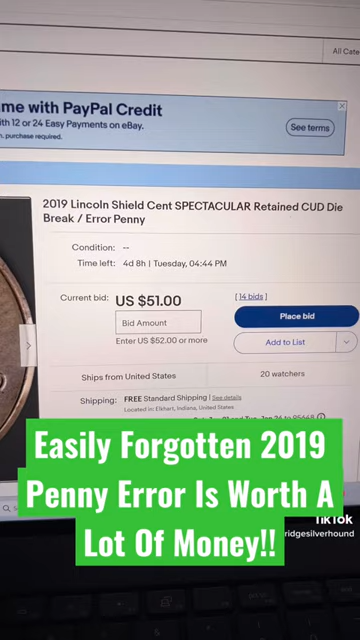 All Cate
me with PayPal Credit
ith 12 or 24 Easy Payments on eBay.
. purchase required.
See terms
2019 Lincoln Shield Cent SPECTACULAR Retained CUD Die
Break / Error Penny
Condition: --
Time left: 4d 8h | Tuesday, 04:44 PM
Current bid: US $51.00 [ 14 bids ]
Bid Amount
Place bid
Enter US $52.00 or more
Add to List
Ships from United States 20 watchers
Shipping: FREE Standard Shipping | See details
Located in: Elkhart, Indiana, United States
Easily Forgotten 2019
Penny Error Is Worth A
Lot Of Money!!
TikTok
ridgesilverhound